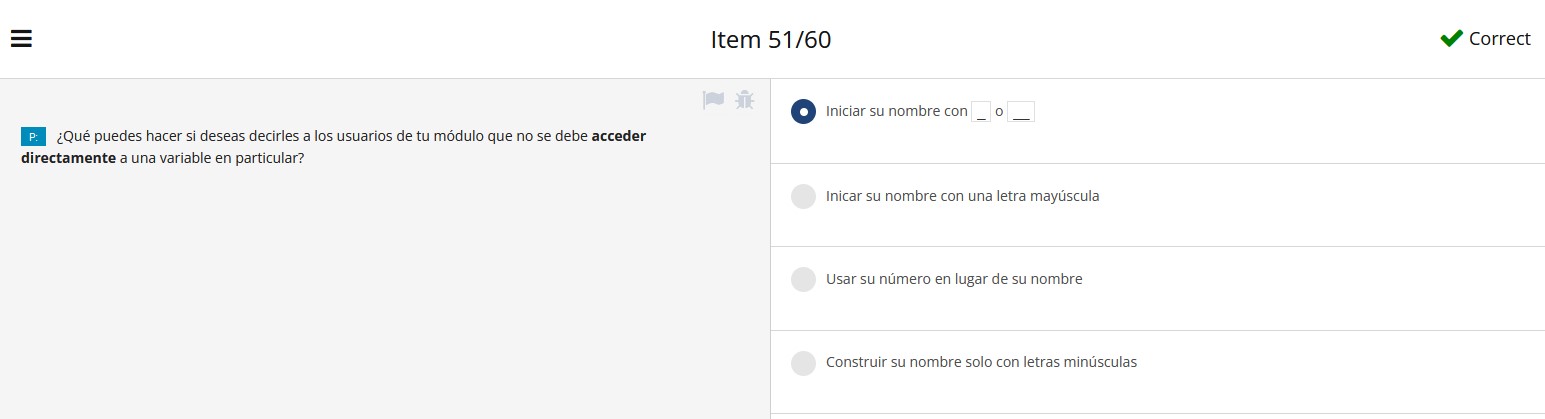 Item 51/60
Correct
P: ¿Qué puedes hacer si deseas decirles a los usuarios de tu módulo que no se debe acceder
directamente a una variable en particular?
Iniciar su nombre con _ o __
Inicar su nombre con una letra mayúscula
Usar su número en lugar de su nombre
Construir su nombre solo con letras minúsculas